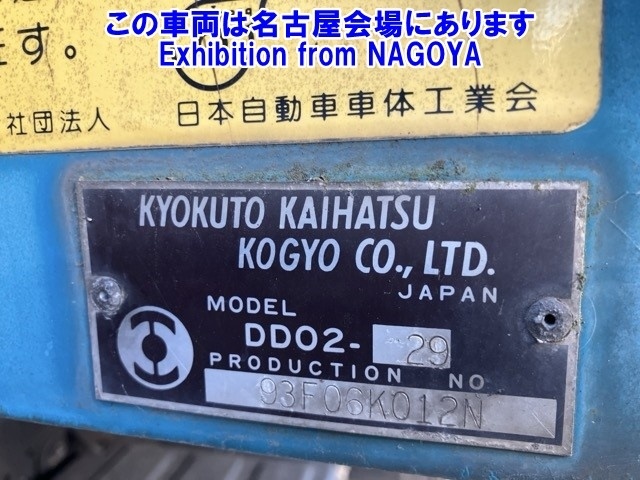 この車両は名古屋会場にあります
Exhibition from NAGOYA
ます。
社団法人 日本自動車車体工業会
KYOKUTO KAIHATSU
KOGYO CO., LTD.
JAPAN
MODEL
DD02-29
PRODUCTION NO
93F06K012N